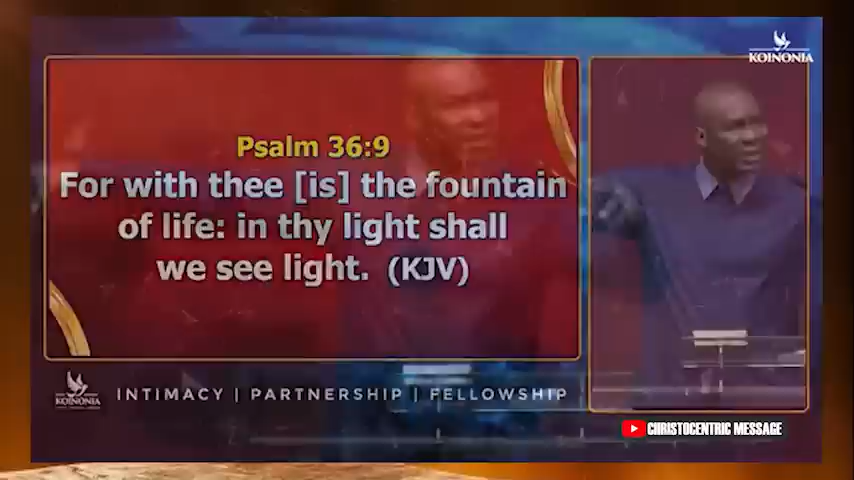 KOINONIA
Psalm 36:9
For with thee [is] the fountain
of life: in thy light shall
we see light. (KJV)
KOINONIA
INTIMACY | PARTNERSHIP | FELLOWSHIP
CHRISTOCENTRIC MESSAGE